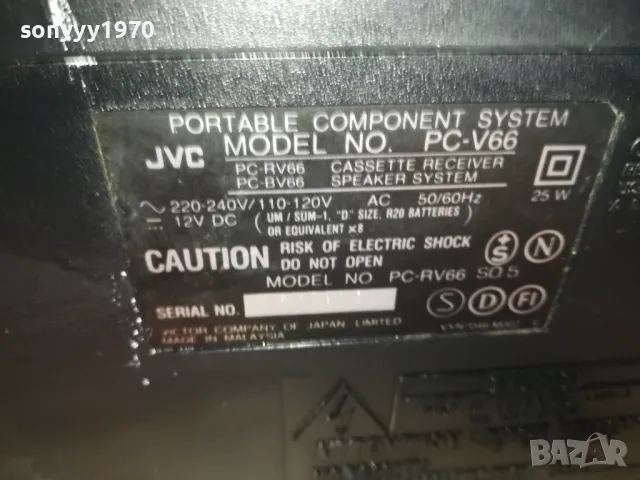 sonyyy1970
PORTABLE COMPONENT SYSTEM
JVC MODEL NO. PC-V66
PC-RV66 CASSETTE RECEIVER
PC-BV66 SPEAKER SYSTEM
25 W
~ 220-240V/110-120V AC 50/60Hz
12V DC ( UM / SUM-1, "D" SIZE, R20 BATTERIES )
OR EQUIVALENT ×8
CAUTION RISK OF ELECTRIC SHOCK
DO NOT OPEN
S N
MODEL NO PC-RV66
SERIAL NO.
S D FI
VICTOR COMPANY OF JAPAN, LIMITED
MADE IN MALAYSIA
BAZAR
bg